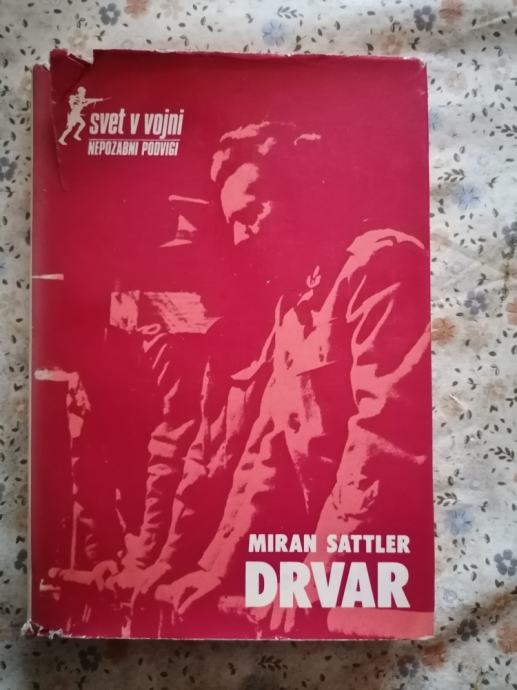 svet v vojni
NEPOZABNI PODVIGI
MIRAN SATTLER
DRVAR